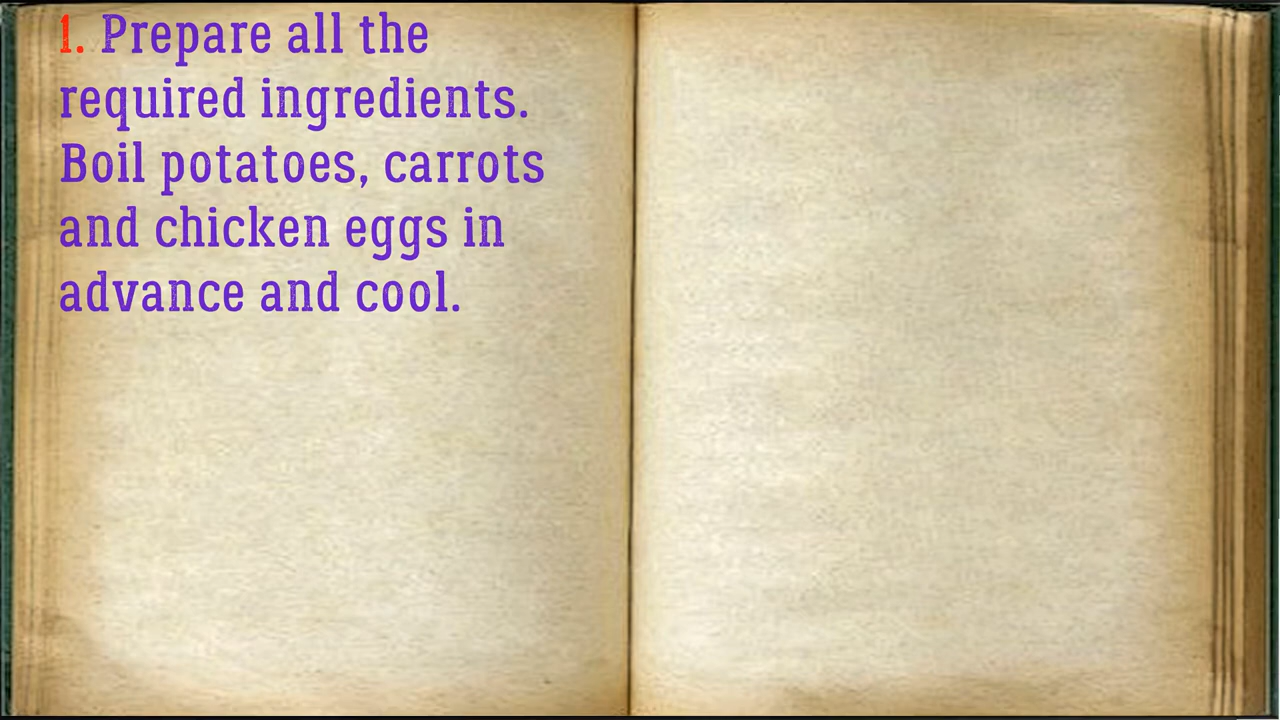 1. Prepare all the
required ingredients.
Boil potatoes, carrots
and chicken eggs in
advance and cool.